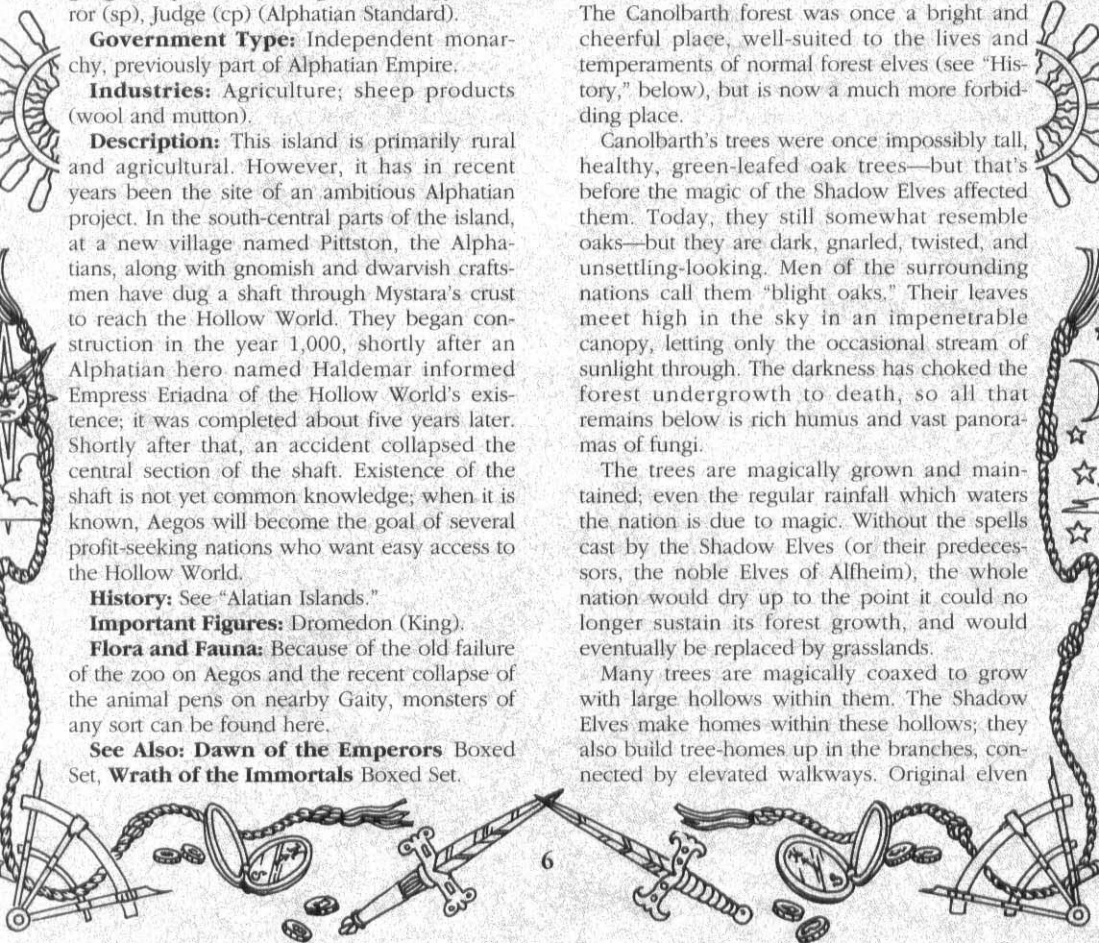 ror (sp), Judge (cp) (Alphatian Standard).
Government Type: Independent monar-
chy, previously part of Alphatian Empire.
Industries: Agriculture; sheep products
(wool and mutton).
Description: This island is primarily rural
and agricultural. However, it has in recent
years been the site of an ambitious Alphatian
project. In the south-central parts of the island,
at a new village named Pittston, the Alpha-
tians, along with gnomish and dwarvish crafts-
men have dug a shaft through Mystara's crust
to reach the Hollow World. They began con-
struction in the year 1,000, shortly after an
Alphatian hero named Haldemar informed
Empress Eriadna of the Hollow World's exis-
tence; it was completed about five years later.
Shortly after that, an accident collapsed the
central section of the shaft. Existence of the
shaft is not yet common knowledge; when it is
known, Aegos will become the goal of several
profit-seeking nations who want easy access to
the Hollow World.
History: See "Alatian Islands."
Important Figures: Dromedon (King).
Flora and Fauna: Because of the old failure
of the zoo on Aegos and the recent collapse of
the animal pens on nearby Gaity, monsters of
any sort can be found here.
See Also: Dawn of the Emperors Boxed
Set, Wrath of the Immortals Boxed Set.
The Canolbarth forest was once a bright and
cheerful place, well-suited to the lives and
temperaments of normal forest elves (see "His-
tory," below), but is now a much more forbid-
ding place.
Canolbarth's trees were once impossibly tall,
healthy, green-leafed oak trees—but that's
before the magic of the Shadow Elves affected
them. Today, they still somewhat resemble
oaks—but they are dark, gnarled, twisted, and
unsettling-looking. Men of the surrounding
nations call them "blight oaks." Their leaves
meet high in the sky in an impenetrable
canopy, letting only the occasional stream of
sunlight through. The darkness has choked the
forest undergrowth to death, so all that
remains below is rich humus and vast panora-
mas of fungi.
The trees are magically grown and main-
tained; even the regular rainfall which waters
the nation is due to magic. Without the spells
cast by the Shadow Elves (or their predeces-
sors, the noble Elves of Alfheim), the whole
nation would dry up to the point it could no
longer sustain its forest growth, and would
eventually be replaced by grasslands.
Many trees are magically coaxed to grow
with large hollows within them. The Shadow
Elves make homes within these hollows; they
also build tree-homes up in the branches, con-
nected by elevated walkways. Original elven
6